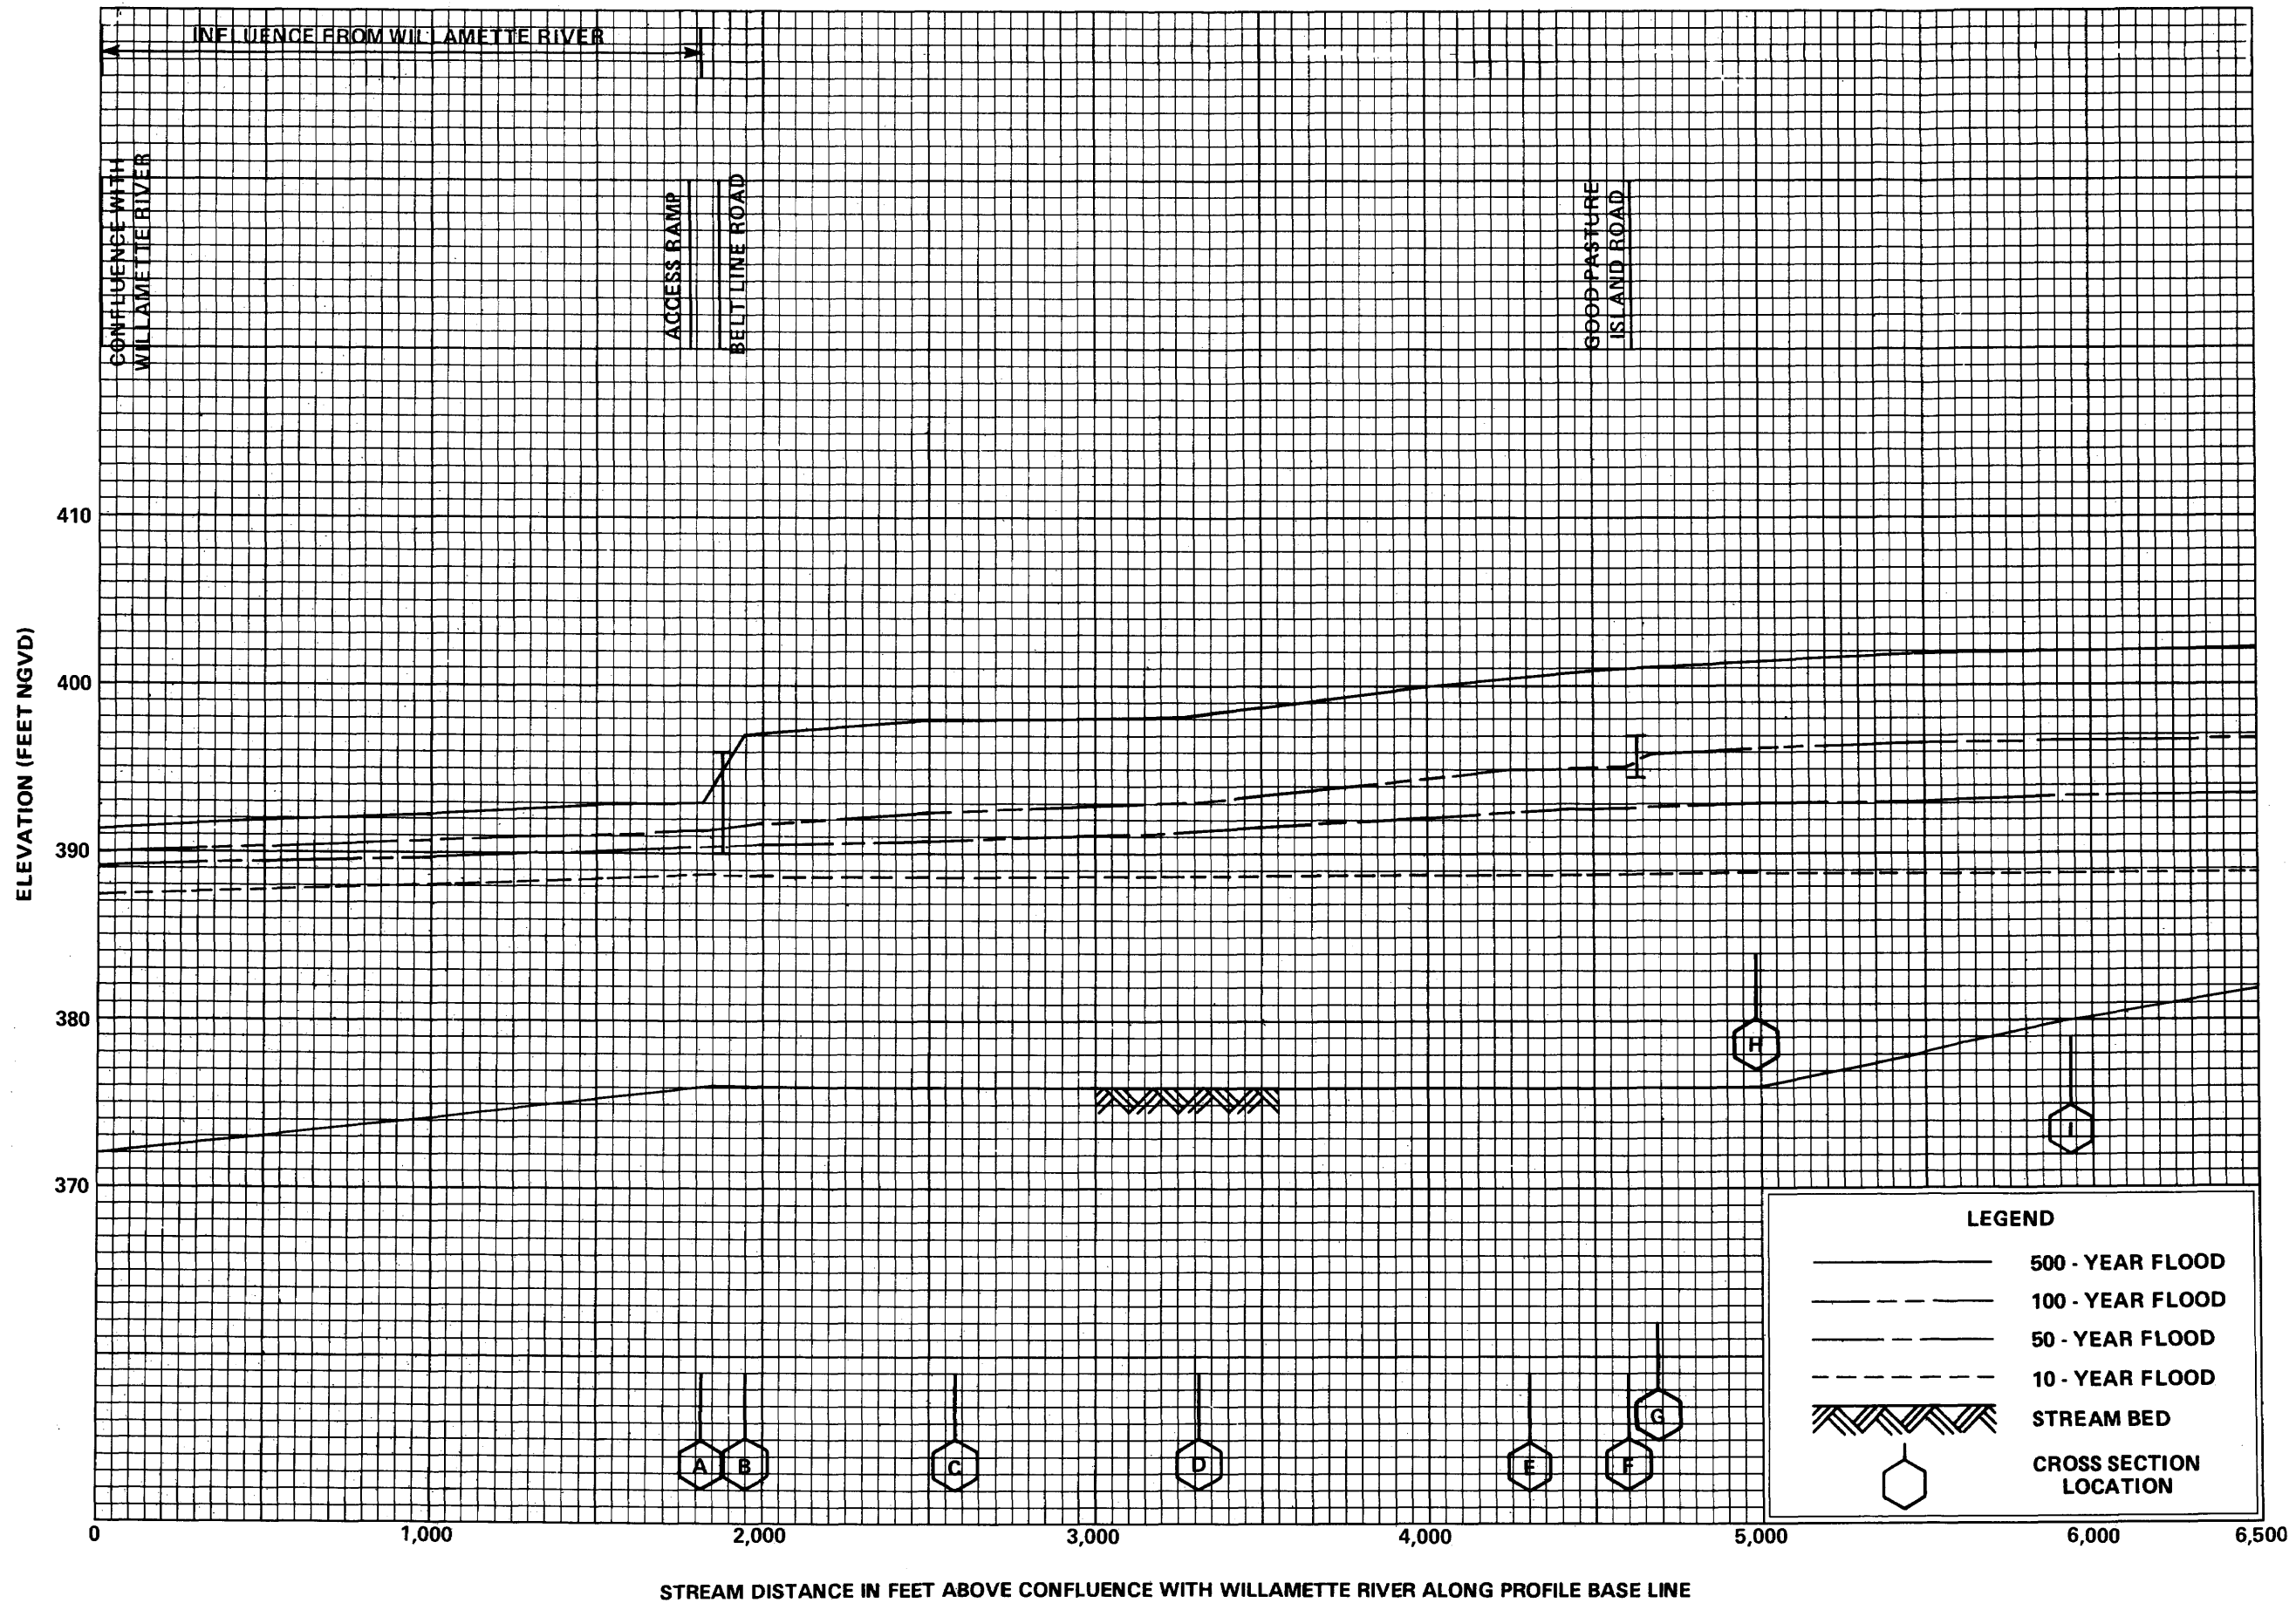 INFLUENCE FROM WILLAMETTE RIVER
CONFLUENCE WITH
WILLAMETTE RIVER
ACCESS RAMP
BELT LINE ROAD
GOOD PASTURE
ISLAND ROAD
ELEVATION (FEET NGVD)
410
400
390
380
370
H
I
G
A
B
C
D
E
F
LEGEND
500 - YEAR FLOOD
100 - YEAR FLOOD
50 - YEAR FLOOD
10 - YEAR FLOOD
STREAM BED
CROSS SECTION
LOCATION
0
1,000
2,000
3,000
4,000
5,000
6,000
6,500
STREAM DISTANCE IN FEET ABOVE CONFLUENCE WITH WILLAMETTE RIVER ALONG PROFILE BASE LINE